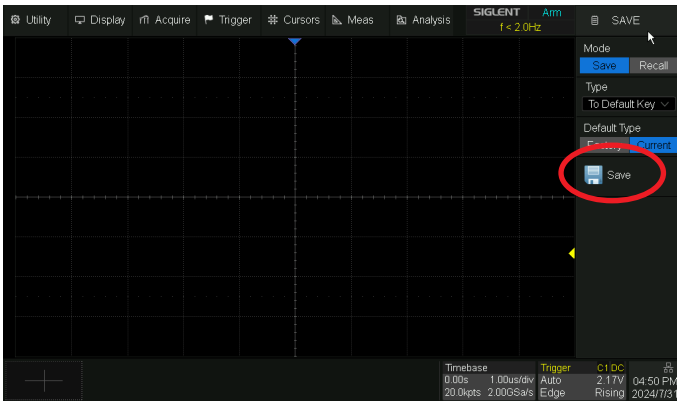 Utility Display Acquire Trigger Cursors Meas Analysis
SIGLENT Arm
f < 2.0Hz
SAVE
Mode
Save Recall
Type
To Default Key
Default Type
Factory Current
Save
Timebase
0.00s 1.00us/div
20.0kpts 2.00GSa/s
Trigger C1 DC
Auto 2.17V
Edge Rising
04:50 PM
2024/7/31